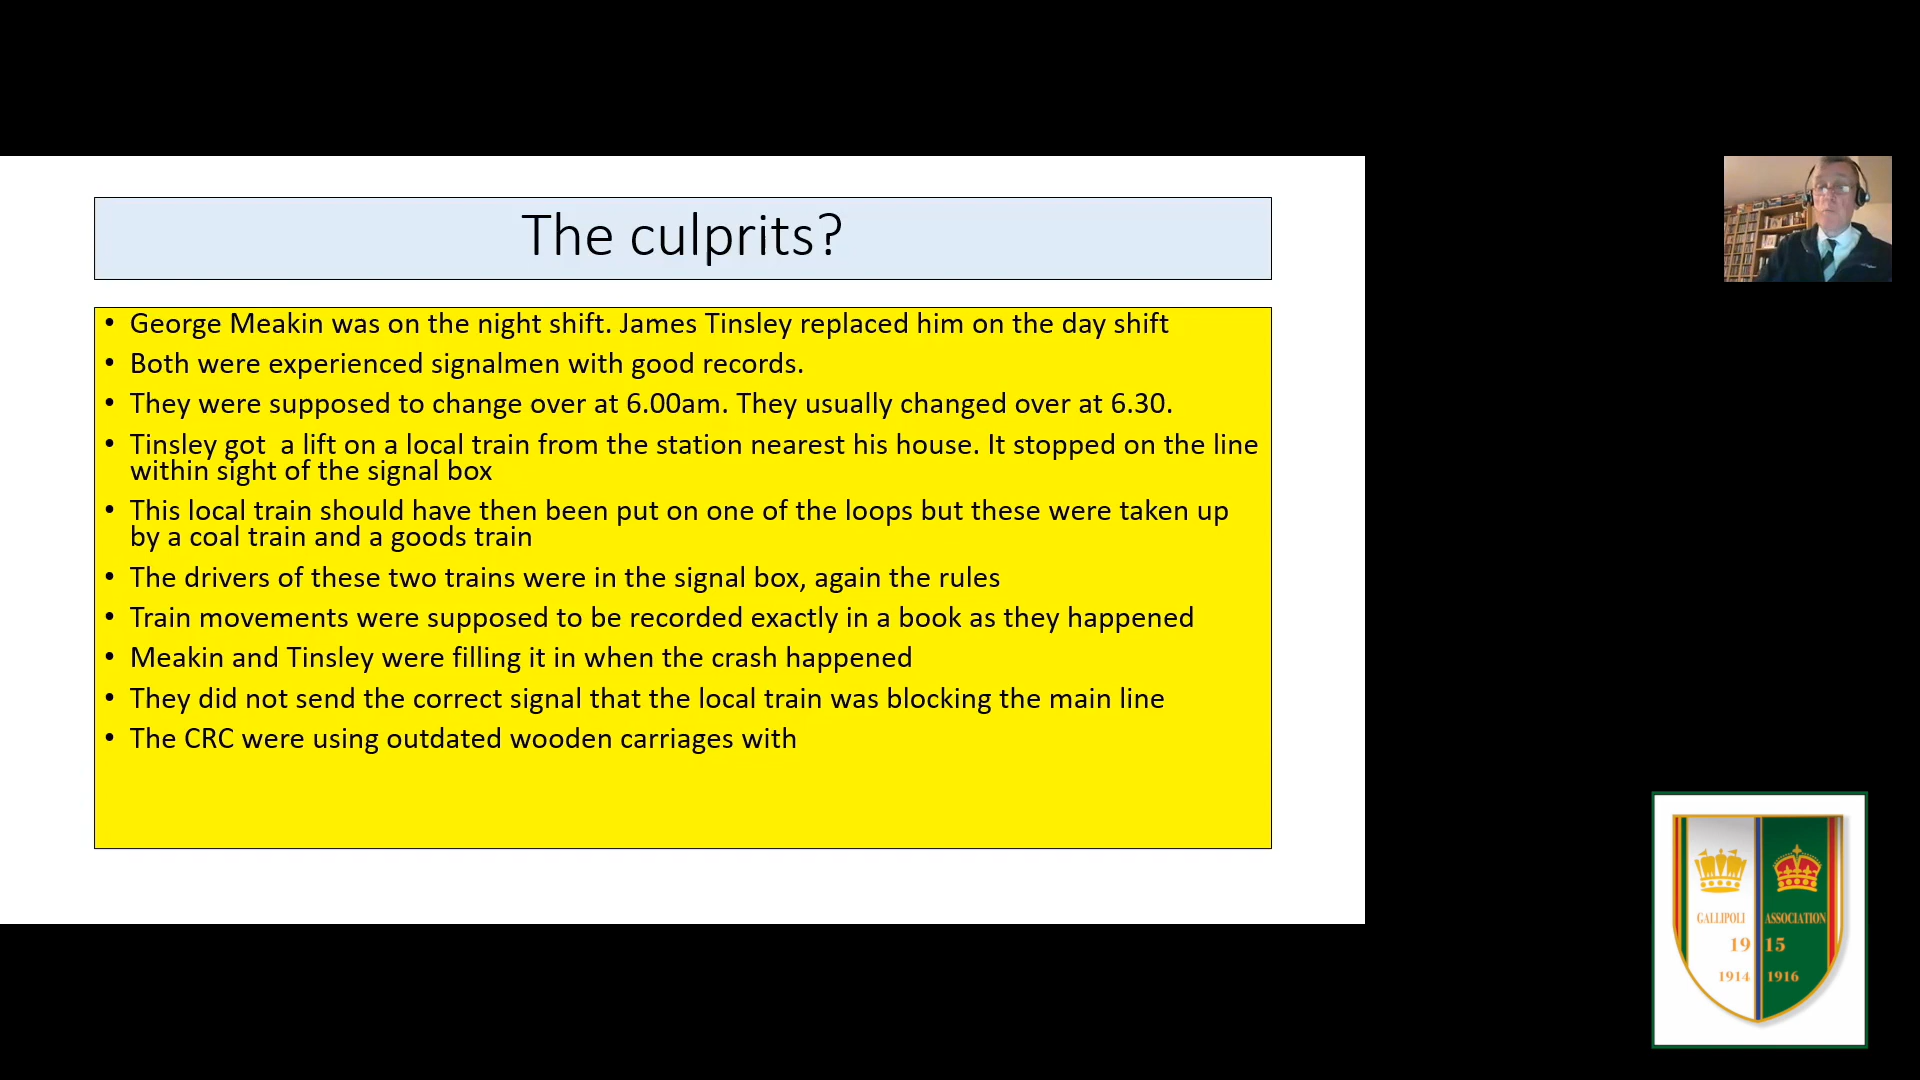 The culprits?
• George Meakin was on the night shift. James Tinsley replaced him on the day shift
• Both were experienced signalmen with good records.
• They were supposed to change over at 6.00am. They usually changed over at 6.30.
• Tinsley got  a lift on a local train from the station nearest his house. It stopped on the line
within sight of the signal box
• This local train should have then been put on one of the loops but these were taken up
by a coal train and a goods train
• The drivers of these two trains were in the signal box, again the rules
• Train movements were supposed to be recorded exactly in a book as they happened
• Meakin and Tinsley were filling it in when the crash happened
• They did not send the correct signal that the local train was blocking the main line
• The CRC were using outdated wooden carriages with
GALLIPOLI ASSOCIATION
19 15
1914 1916